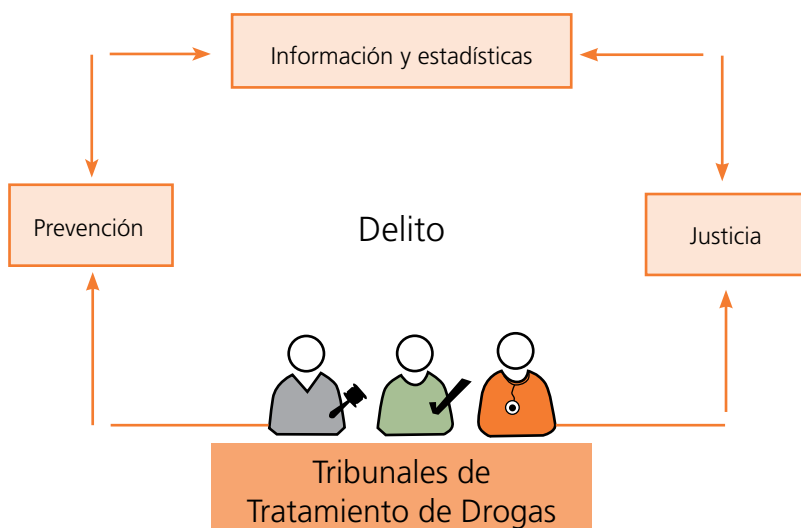 Información y estadísticas
Prevención
Delito
Justicia
Tribunales de
Tratamiento de Drogas